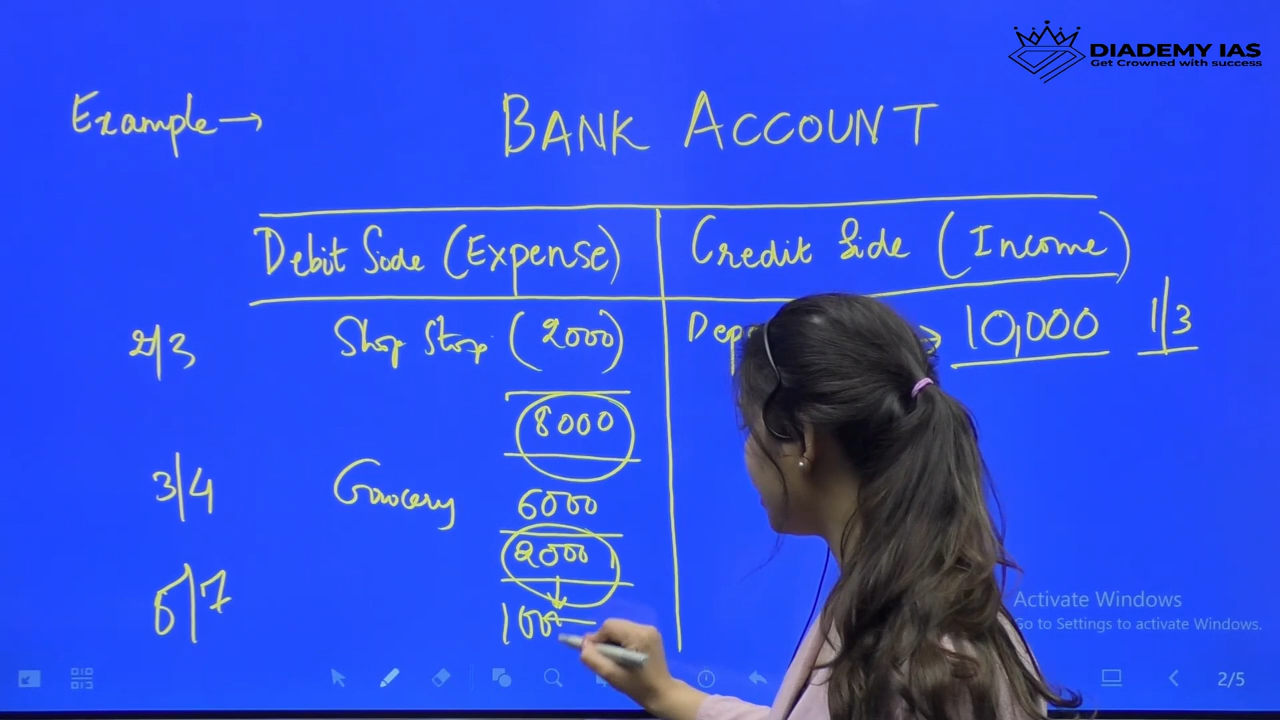 DIADEMY IAS
Get Crowned with success
Example → BANK ACCOUNT
Debit Side (Expense) Credit Side (Income)
2/3 Shop Stop (2000) → 10,000 1/3
8000
3/4 Grocery 6000
2000
6/7
Activate Windows
Go to Settings to activate Windows.
2/5